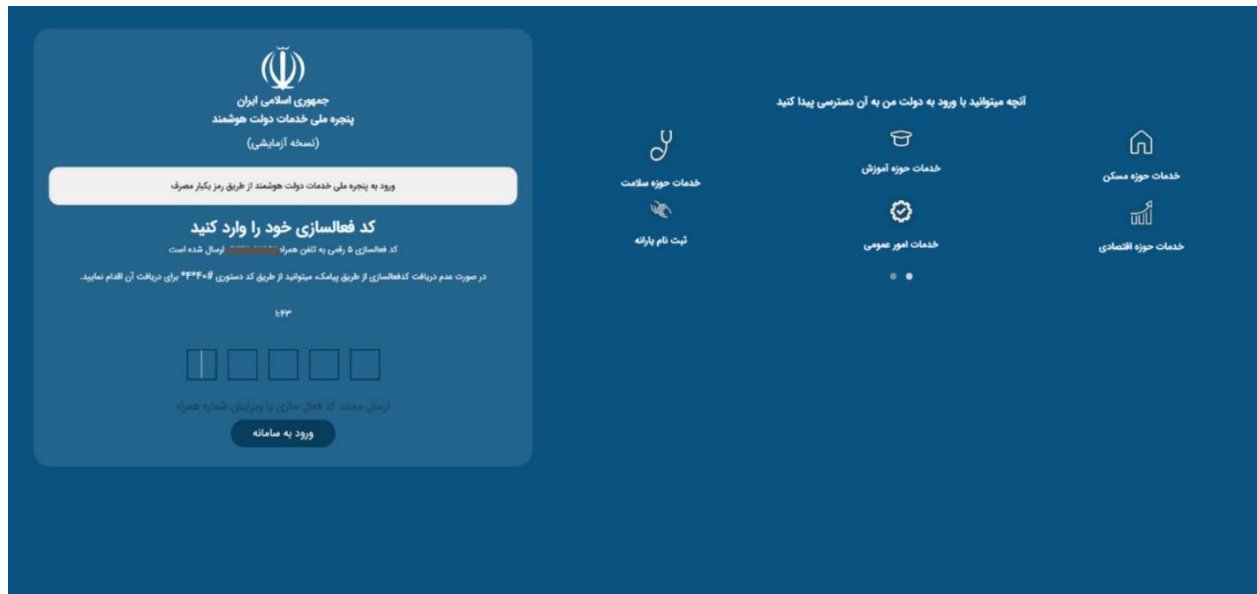 جمهوری اسلامی ایران
پنجره ملی خدمات دولت هوشمند
(نسخه آزمایشی)
ورود به پنجره ملی خدمات دولت هوشمند از طریق رمز یکبار مصرف
کد فعالسازی خود را وارد کنید
کد فعالسازی ۵ رقمی به تلفن همراه ارسال شده است
در صورت عدم دریافت کدفعالسازی از طریق پیامک، میتوانید از طریق کد دستوری #۴۰*۴* برای دریافت آن اقدام نمایید.
۱:۴۳
ارسال مجدد کد فعال سازی یا ویرایش شماره همراه
ورود به سامانه
آنچه میتوانید با ورود به دولت من به آن دسترسی پیدا کنید
خدمات حوزه مسکن
خدمات حوزه آموزش
خدمات حوزه سلامت
خدمات حوزه اقتصادی
خدمات امور عمومی
ثبت نام یارانه